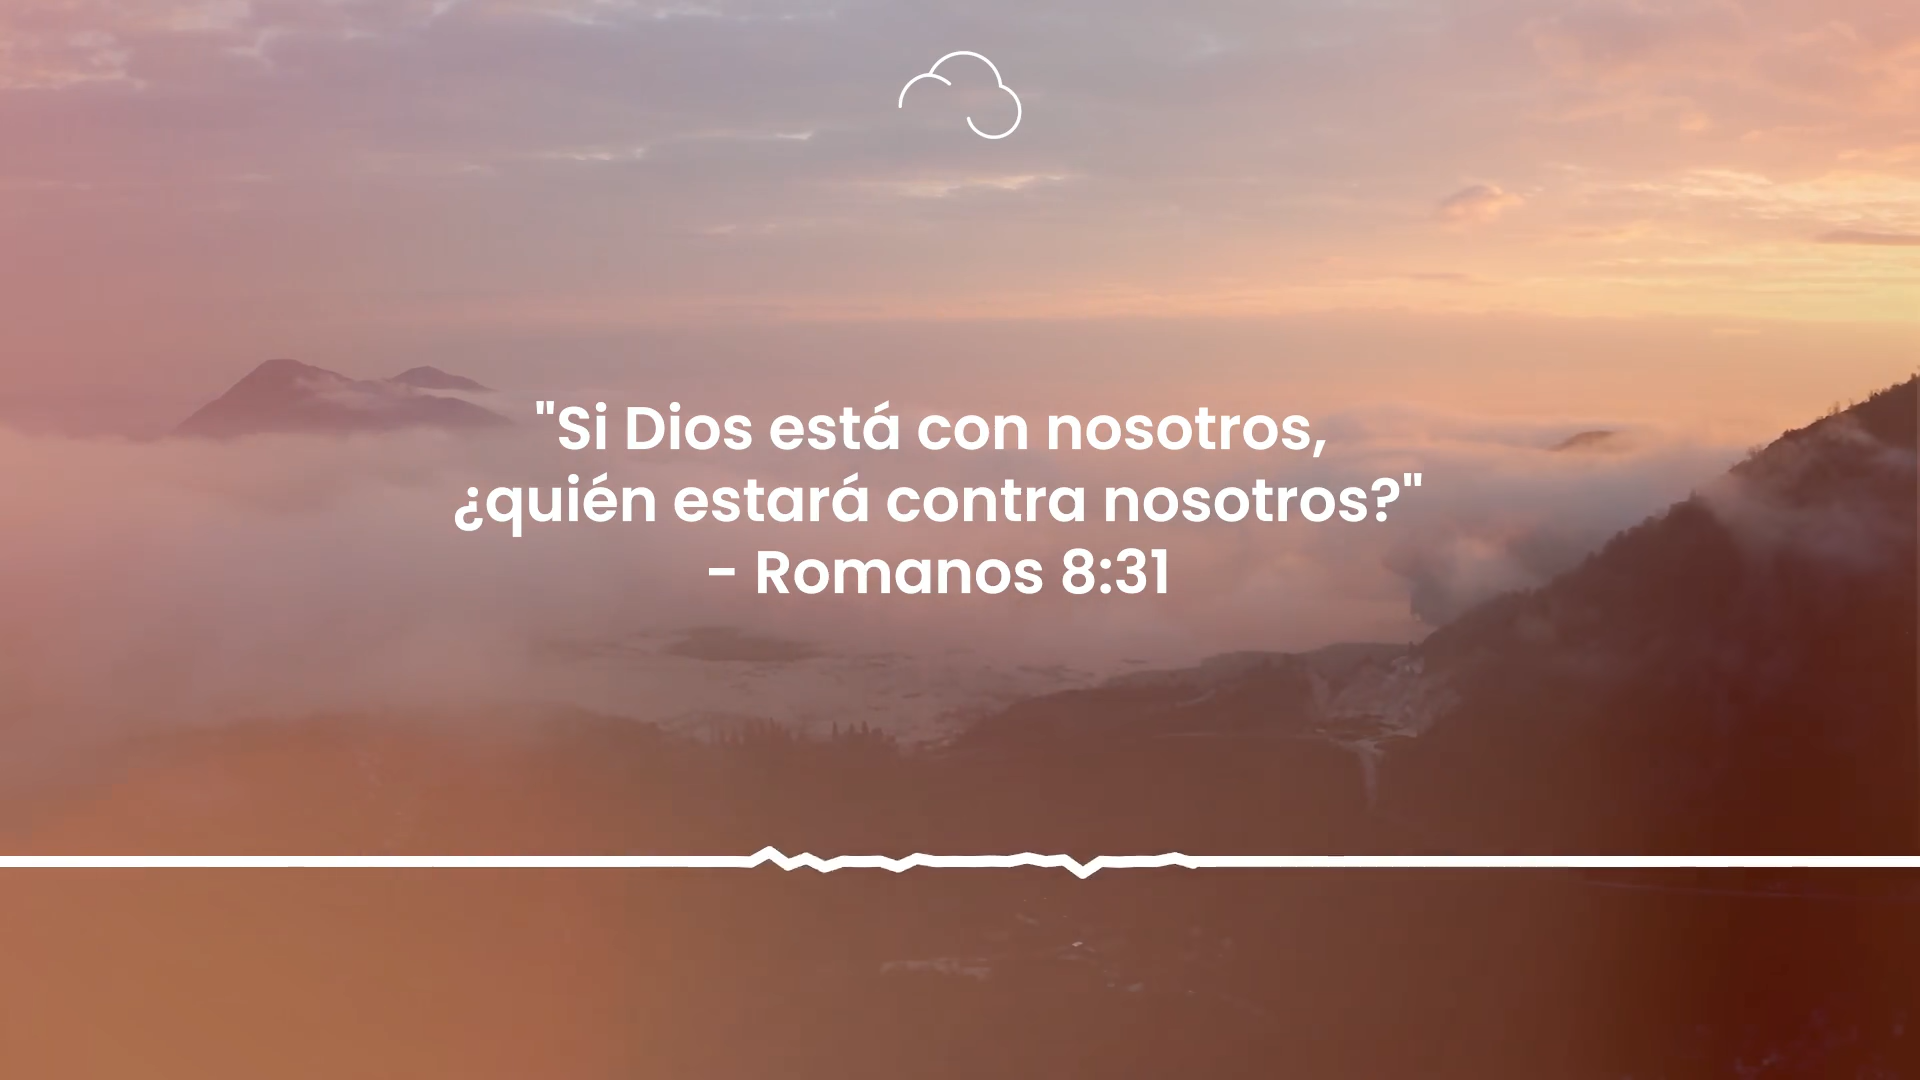 "Si Dios está con nosotros,
¿quién estará contra nosotros?"
- Romanos 8:31